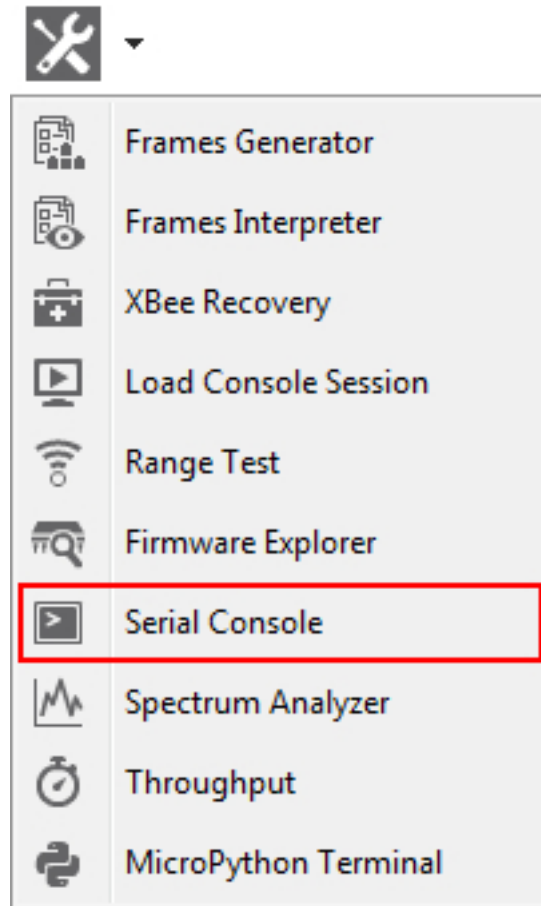 Frames Generator
Frames Interpreter
XBee Recovery
Load Console Session
Range Test
Firmware Explorer
Serial Console
Spectrum Analyzer
Throughput
MicroPython Terminal